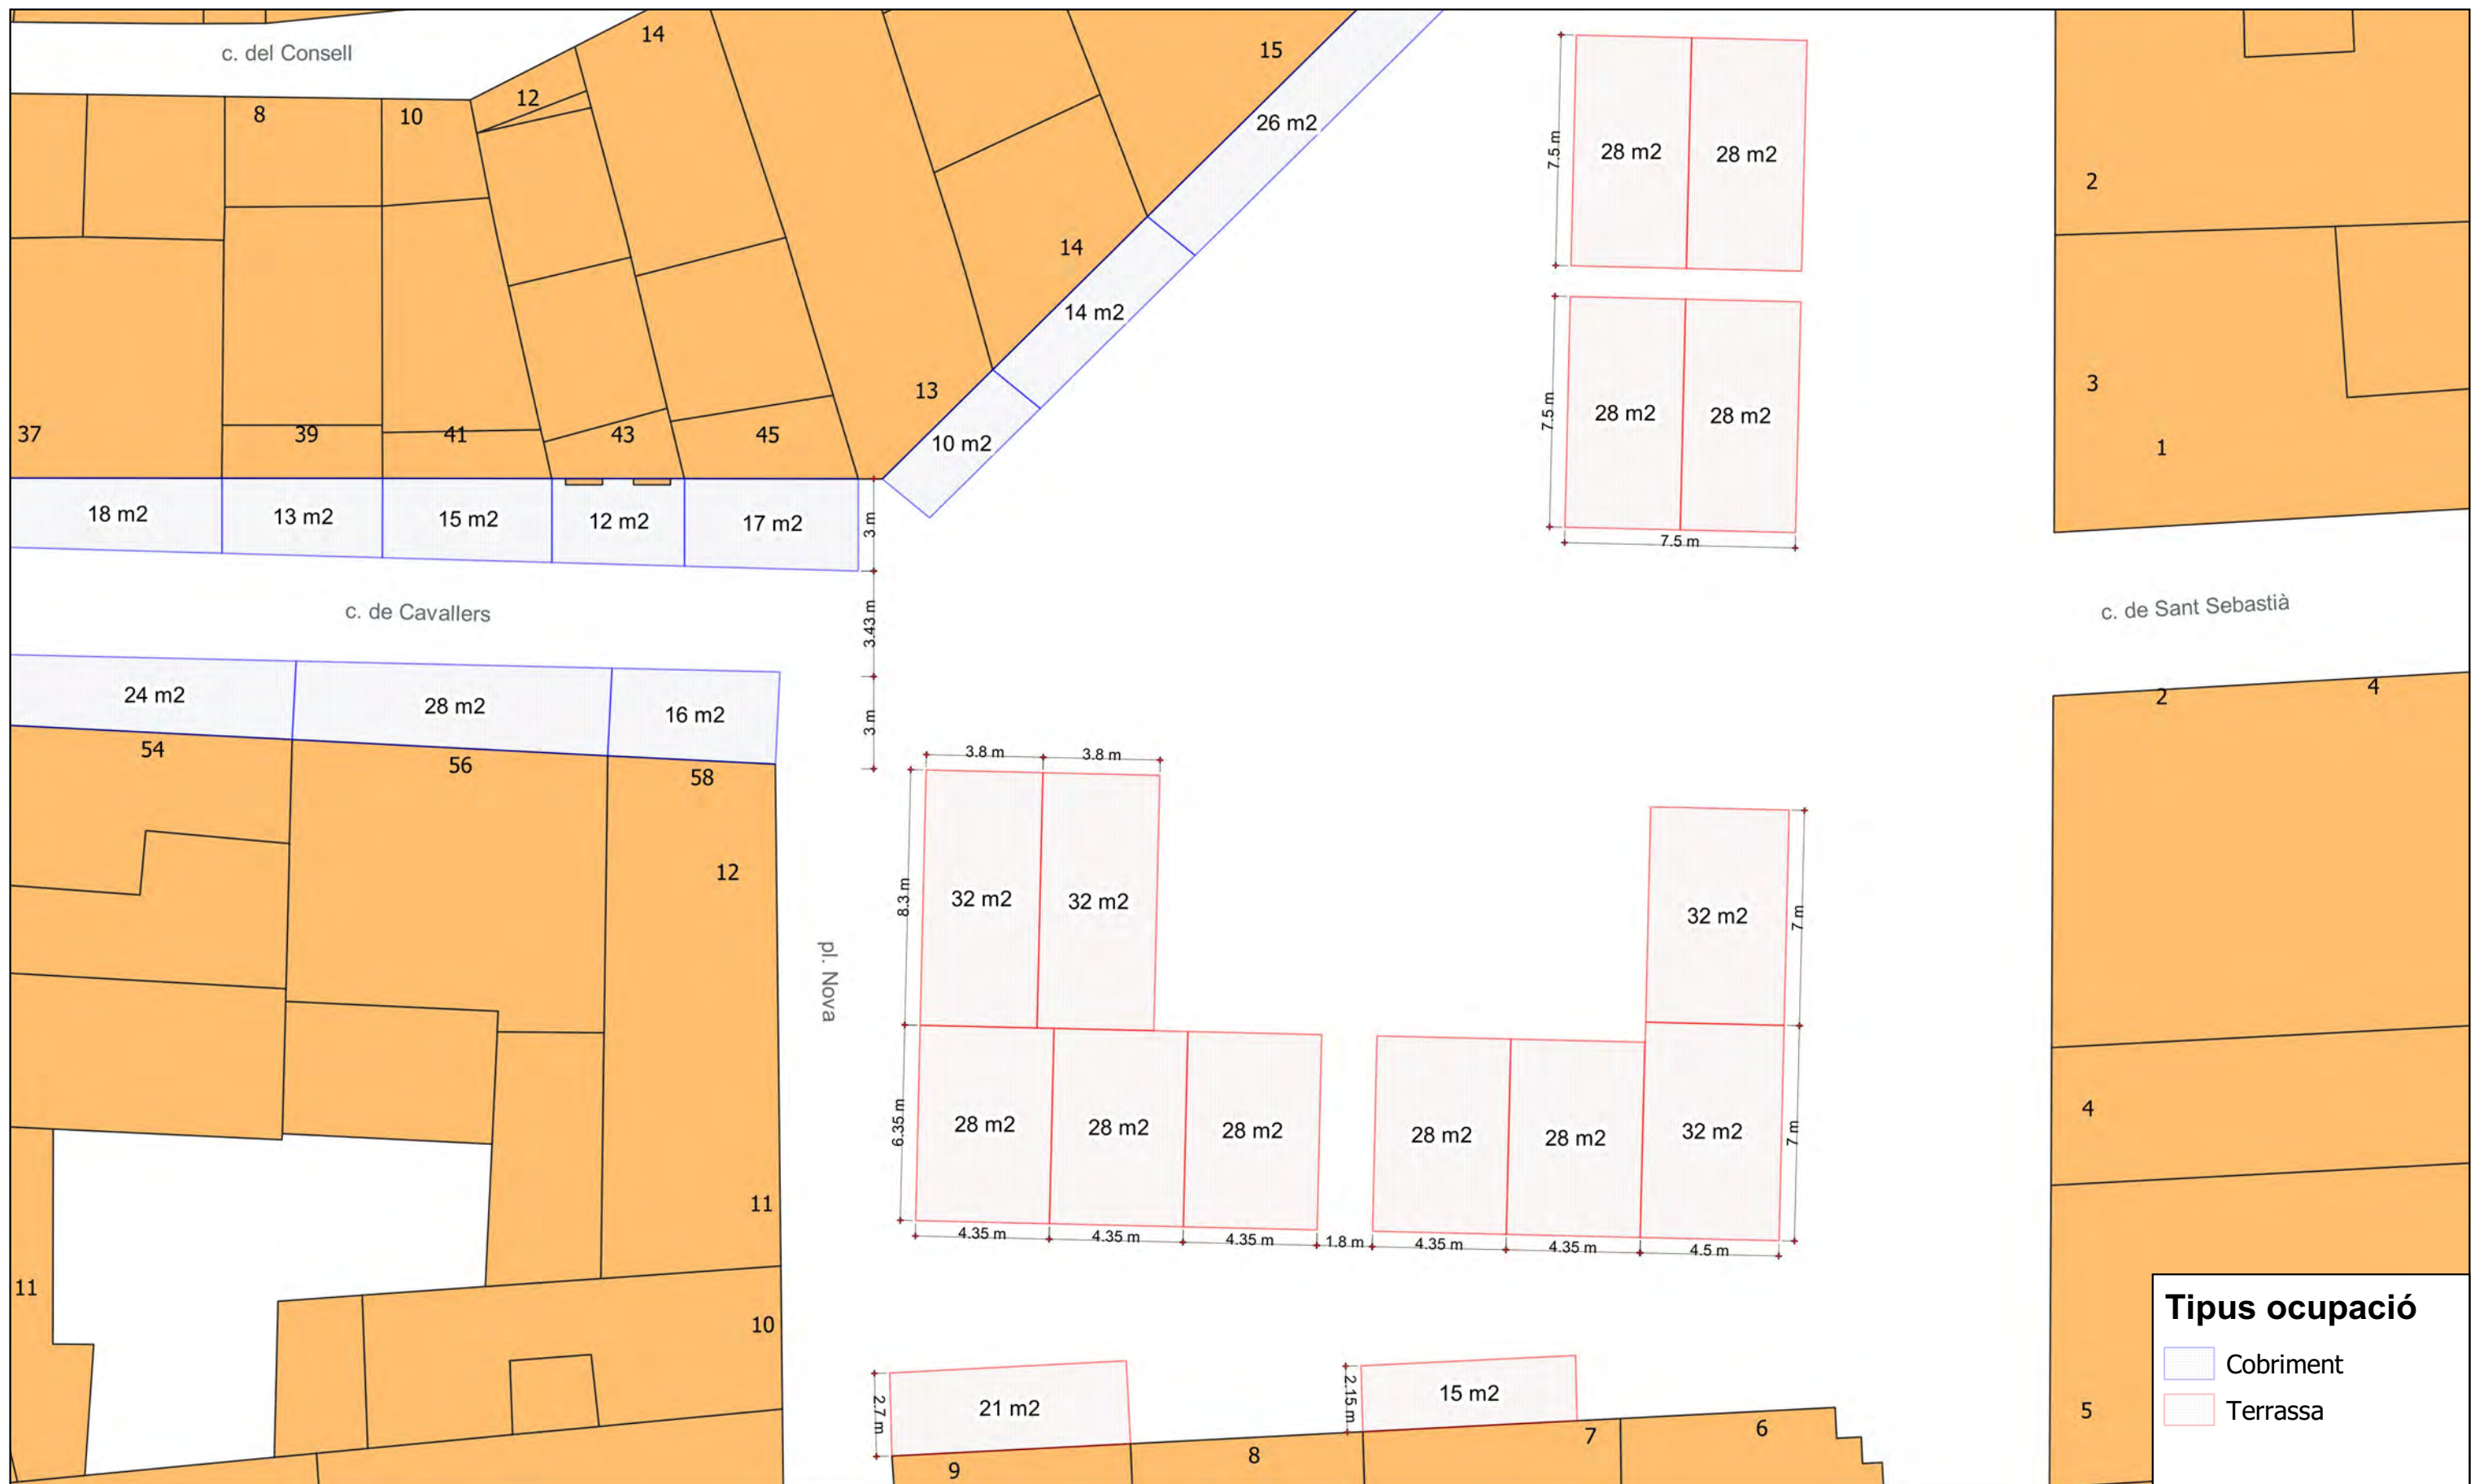 c. del Consell
14
15
12
8
10
26 m2
7.5 m
28 m2
28 m2
2
14
14 m2
13
3
37
39
41
43
45
10 m2
7.5 m
28 m2
28 m2
1
18 m2
13 m2
15 m2
12 m2
17 m2
3 m
7.5 m
c. de Cavallers
3.43 m
c. de Sant Sebastià
24 m2
28 m2
16 m2
3 m
2
4
54
56
58
3.8 m
3.8 m
12
8.3 m
32 m2
32 m2
32 m2
7 m
pl. Nova
6.35 m
28 m2
28 m2
28 m2
28 m2
28 m2
32 m2
7 m
4
11
4.35 m
4.35 m
4.35 m
1.8 m
4.35 m
4.35 m
4.5 m
11
10
Tipus ocupació
Cobriment
Terrassa
2.7 m
21 m2
2.15 m
15 m2
5
9
8
7
6